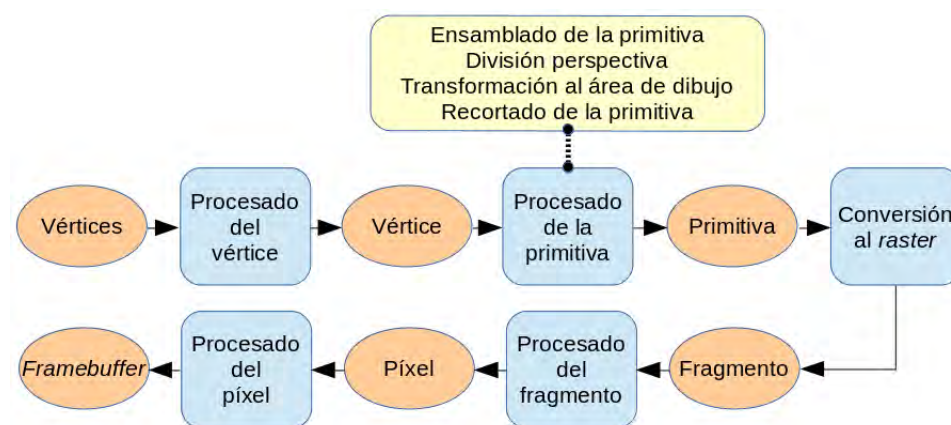 Ensamblado de la primitiva
División perspectiva
Transformación al área de dibujo
Recortado de la primitiva
Vértices
Procesado
del
vértice
Vértice
Procesado
de la
primitiva
Primitiva
Conversión
al raster
Fragmento
Procesado
del
fragmento
Píxel
Procesado
del
píxel
Framebuffer